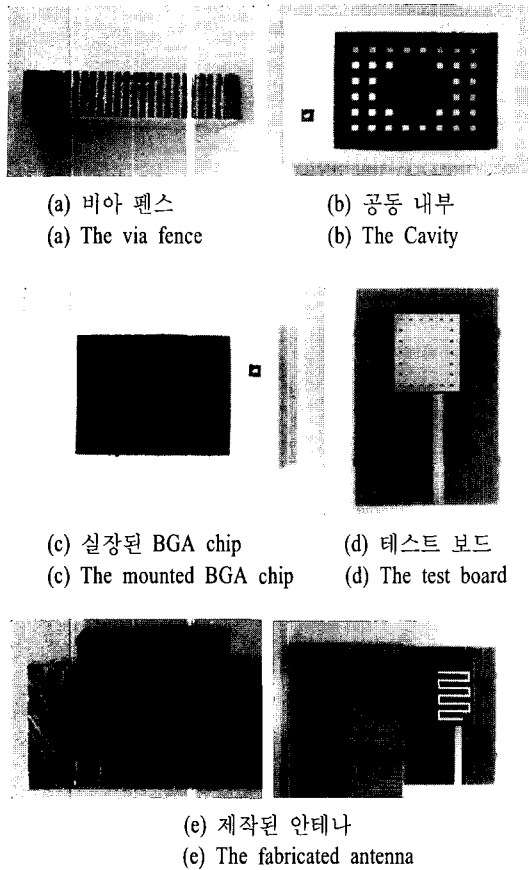 (a) 비아 펜스
(a) The via fence
(b) 공동 내부
(b) The Cavity
(c) 실장된 BGA chip
(c) The mounted BGA chip
(d) 테스트 보드
(d) The test board
(e) 제작된 안테나
(e) The fabricated antenna